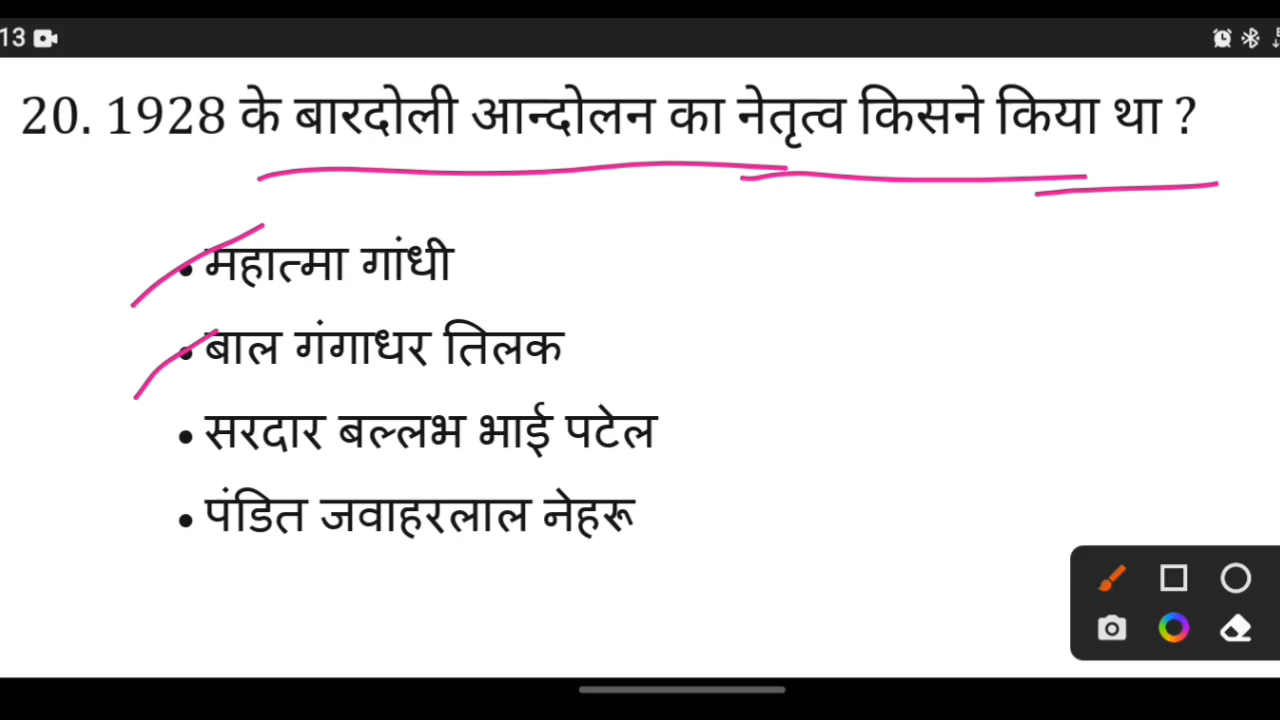 13
20. 1928 के बारदोली आन्दोलन का नेतृत्व किसने किया था ?
• महात्मा गांधी
• बाल गंगाधर तिलक
• सरदार बल्लभ भाई पटेल
• पंडित जवाहरलाल नेहरू